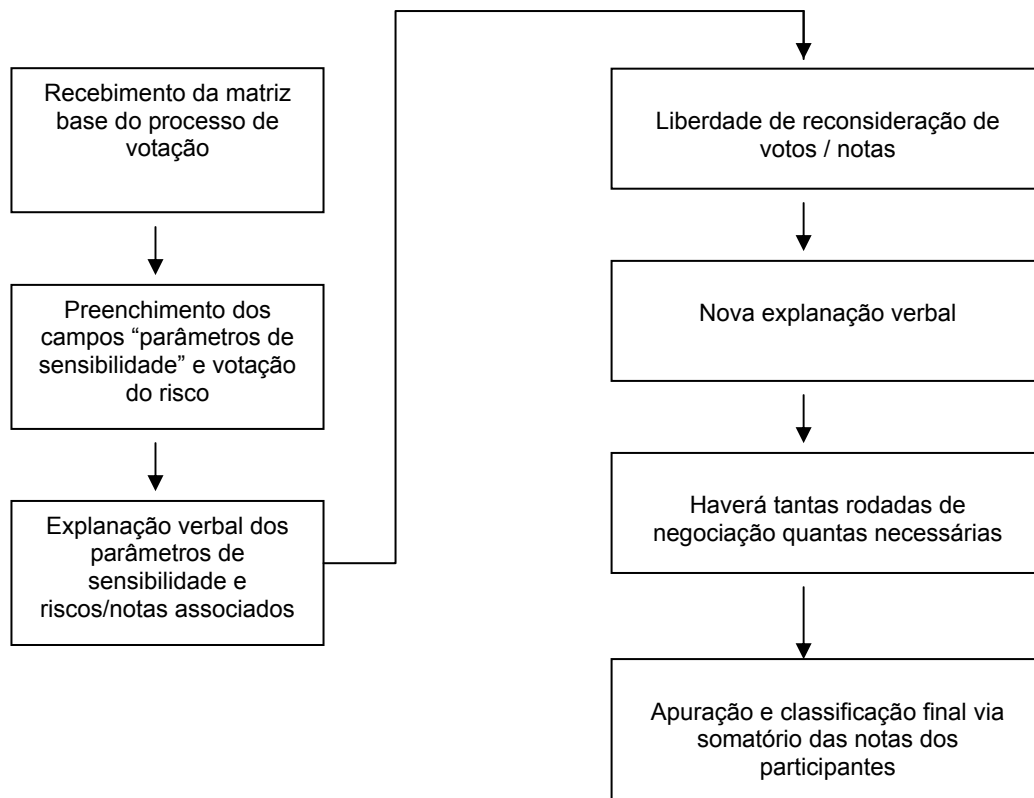 Recebimento da matriz
base do processo de
votação
Preenchimento dos
campos “parâmetros de
sensibilidade” e votação
do risco
Explanação verbal dos
parâmetros de
sensibilidade e
riscos/notas associados
Liberdade de reconsideração de
votos / notas
Nova explanação verbal
Haverá tantas rodadas de
negociação quantas necessárias
Apuração e classificação final via
somatório das notas dos
participantes